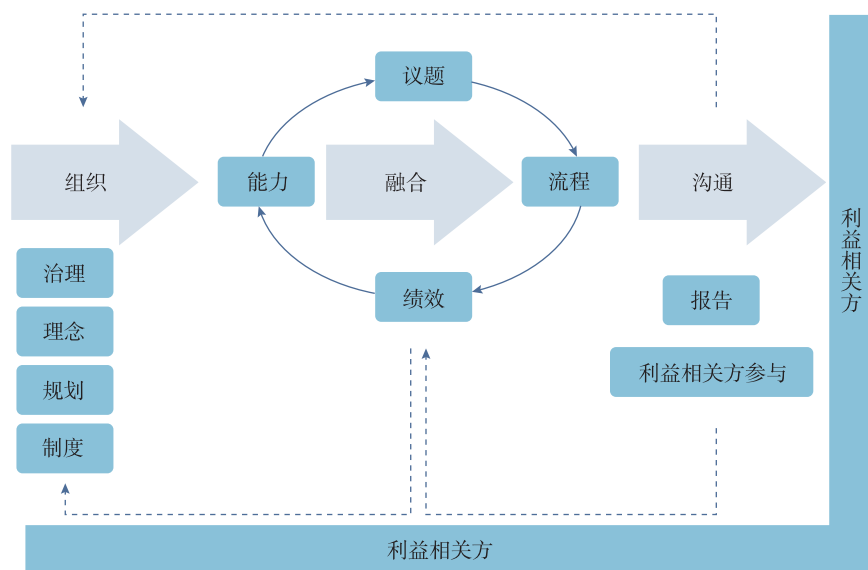 议题
组织
能力
融合
流程
沟通
治理
理念
规划
制度
绩效
报告
利益相关方参与
利益相关方
利益相关方